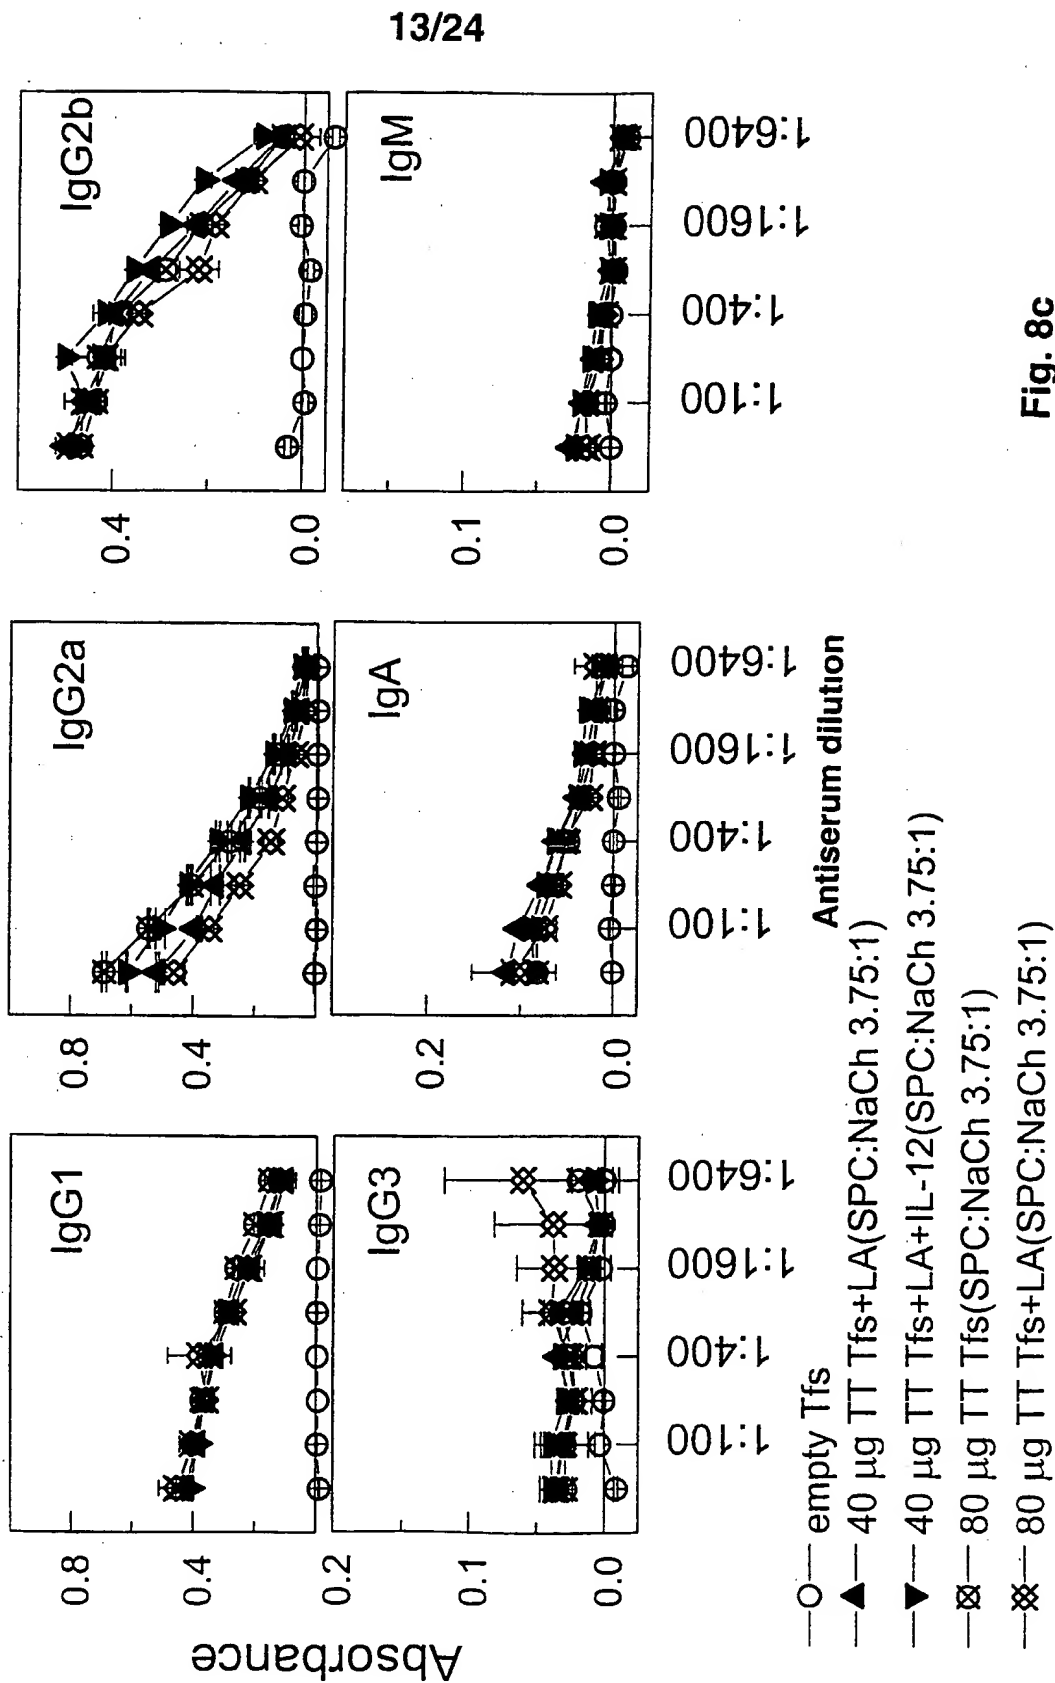 13/24
Absorbance
IgG1
0.8
0.4
IgG2a
0.8
0.4
IgG2b
0.4
0.0
IgG3
0.1
0.0
1:100
1:400
1:1600
1:6400
IgA
0.2
0.0
1:100
1:400
1:1600
1:6400
IgM
0.1
0.0
1:100
1:400
1:1600
1:6400
Antiserum dilution
empty Tfs
40 µg TT Tfs+LA(SPC:NaCh 3.75:1)
40 µg TT Tfs+LA+IL-12(SPC:NaCh 3.75:1)
80 µg TT Tfs(SPC:NaCh 3.75:1)
80 µg TT Tfs+LA(SPC:NaCh 3.75:1)
Fig. 8c